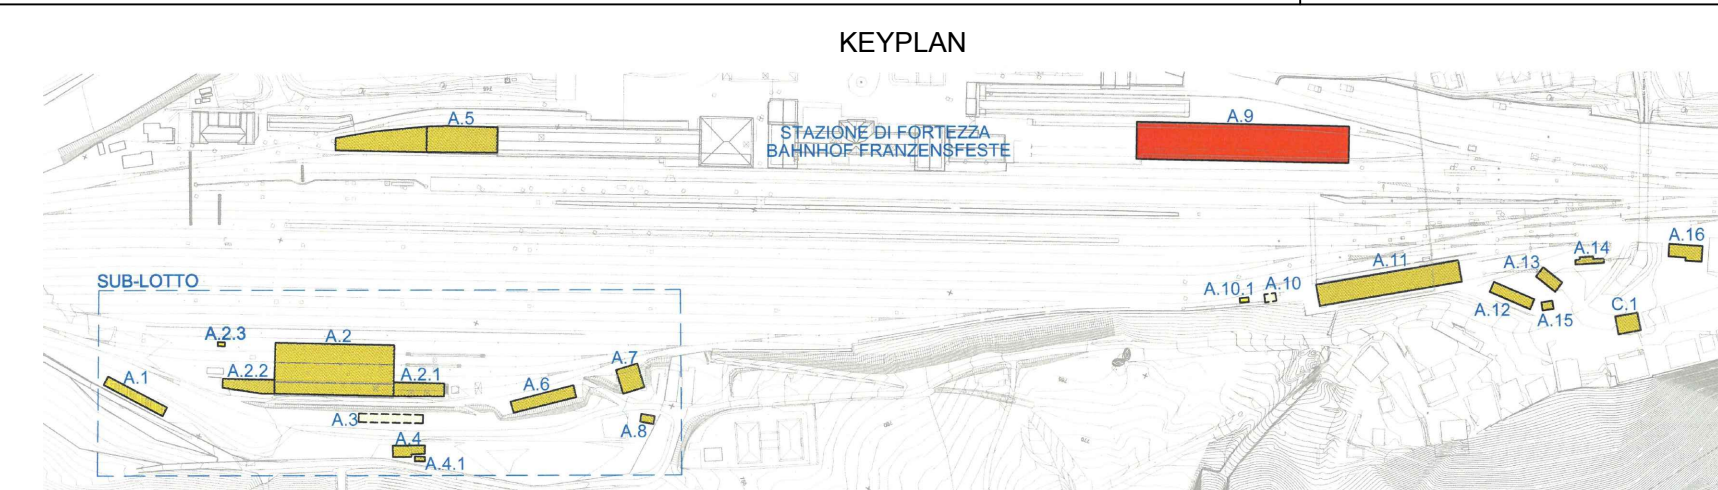 KEYPLAN
A.5
A.9
STAZIONE DI FORTEZZA
BAHNHOF FRANZENSFESTE
A.16
A.14
A.13
A.11
A.10
A.10.1
SUB-LOTTO
A.12
A.15
C.1
A.2.3
A.2
A.7
A.1
A.2.2
A.2.1
A.6
A.3
A.8
A.4
A.4.1